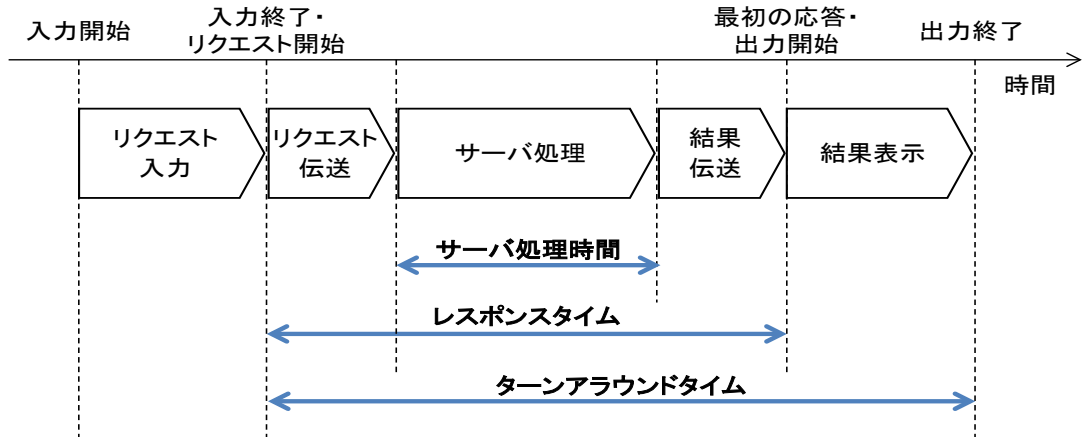 入力開始
入力終了・
リクエスト開始
最初の応答・
出力開始
出力終了
時間
リクエスト
入力
リクエスト
伝送
サーバ処理
結果
伝送
結果表示
サーバ処理時間
レスポンスタイム
ターンアラウンドタイム